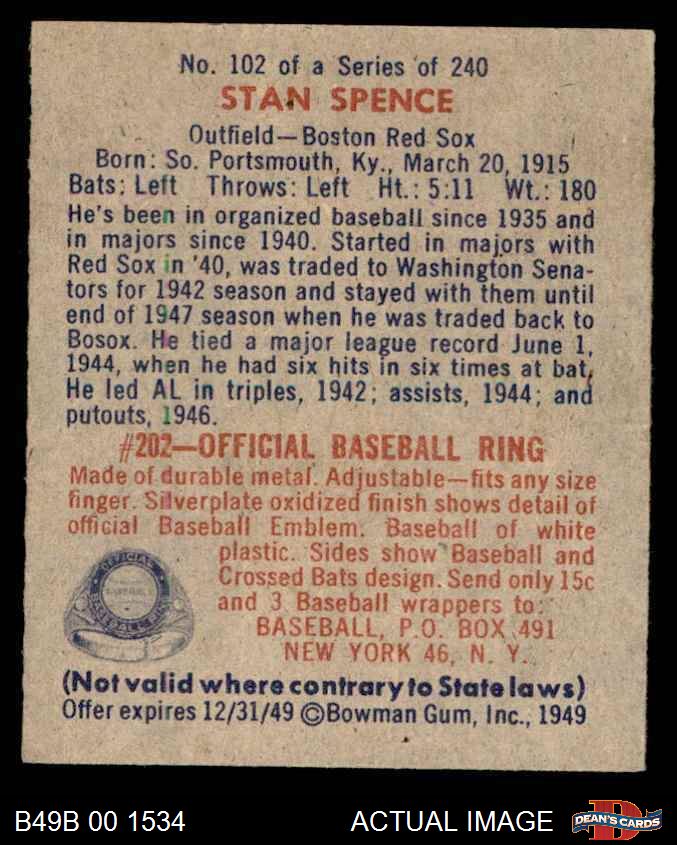 No. 102 of a Series of 240
STAN SPENCE
Outfield—Boston Red Sox
Born: So. Portsmouth, Ky., March 20, 1915
Bats: Left Throws: Left Ht.: 5:11 Wt.: 180
He's been in organized baseball since 1935 and
in majors since 1940. Started in majors with
Red Sox in '40, was traded to Washington Sena-
tors for 1942 season and stayed with them until
end of 1947 season when he was traded back to
Bosox. He tied a major league record June 1,
1944, when he had six hits in six times at bat.
He led AL in triples, 1942; assists, 1944; and
putouts, 1946.
#202—OFFICIAL BASEBALL RING
Made of durable metal. Adjustable—fits any size
finger. Silverplate oxidized finish shows detail of
official Baseball Emblem. Baseball of white
plastic. Sides show Baseball and
Crossed Bats design. Send only 15c
and 3 Baseball wrappers to:
BASEBALL, P.O. BOX 491
NEW YORK 46, N. Y.
OFFICIAL
BASEBALL RING
(Not valid where contrary to State laws)
Offer expires 12/31/49 ©Bowman Gum, Inc., 1949
B49B 00 1534 ACTUAL IMAGE
DEAN'S CARDS